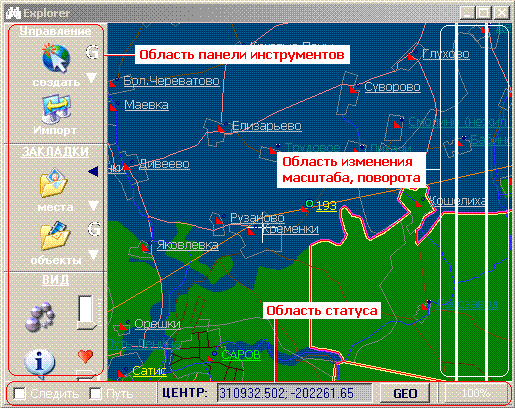 Explorer
Управление
создать
Импорт
ЗАКЛАДКИ
места
объекты
ВИД
Область панели инструментов
Глухово
Бол.Череватово
Суворово
Маевка
Елизарьево
Трудовое
Область изменения
масштаба, поворота
Дивеево
193
Кошелиха
Рузаново
Кременки
Яковлевка
Область статуса
Орешки
САРОВ
Сатис
Следить
Путь
ЦЕНТР:
310932.502; -202261.65
GEO
100%